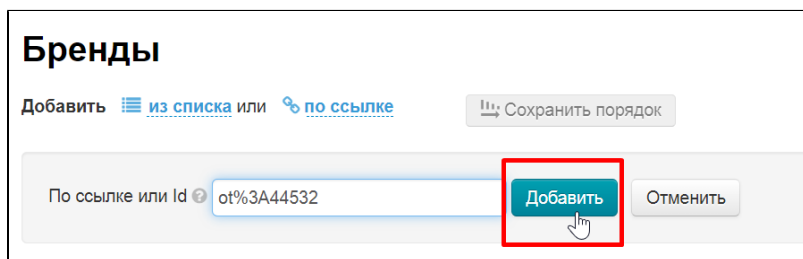 Бренды
Добавить из списка или по ссылке Сохранить порядок
По ссылке или Id ot%3A44532 Добавить Отменить